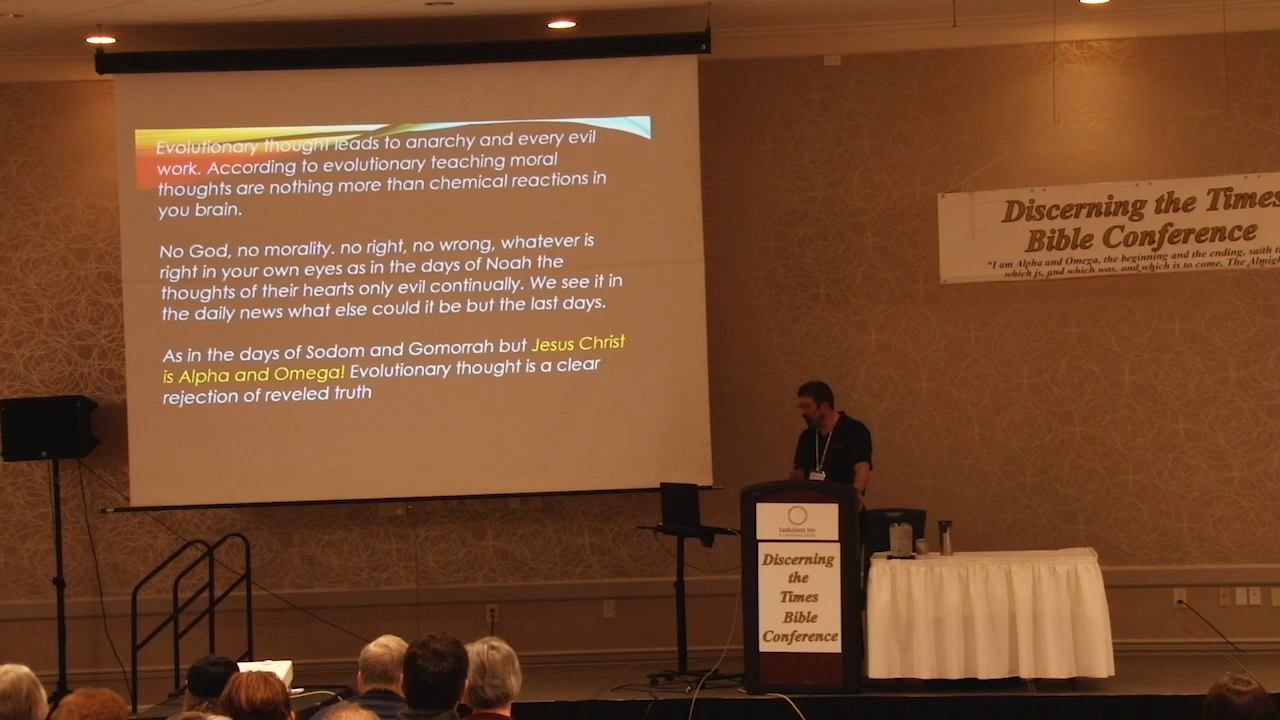 Evolutionary thought leads to anarchy and every evil
work. According to evolutionary teaching moral
thoughts are nothing more than chemical reactions in
you brain.
No God, no morality. no right, no wrong, whatever is
right in your own eyes as in the days of Noah the
thoughts of their hearts only evil continually. We see it in
the daily news what else could it be but the last days.
As in the days of Sodom and Gomorrah but Jesus Christ
is Alpha and Omega! Evolutionary thought is a clear
rejection of reveled truth
Discerning the Times
Bible Conference
"I am Alpha and Omega, the beginning and the ending, saith
which is, and which was, and which is to come, The
Saskatoon Inn
Discerning
the
Times
Bible
Conference